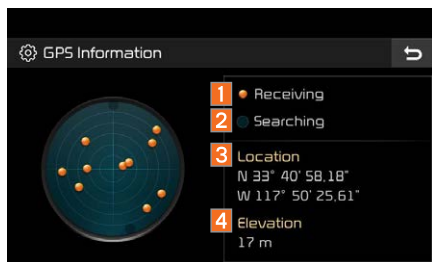 GPS Information
1 Receiving
2 Searching
3 Location
N 33° 40' 58.18"
W 117° 50' 25.61"
4 Elevation
17 m